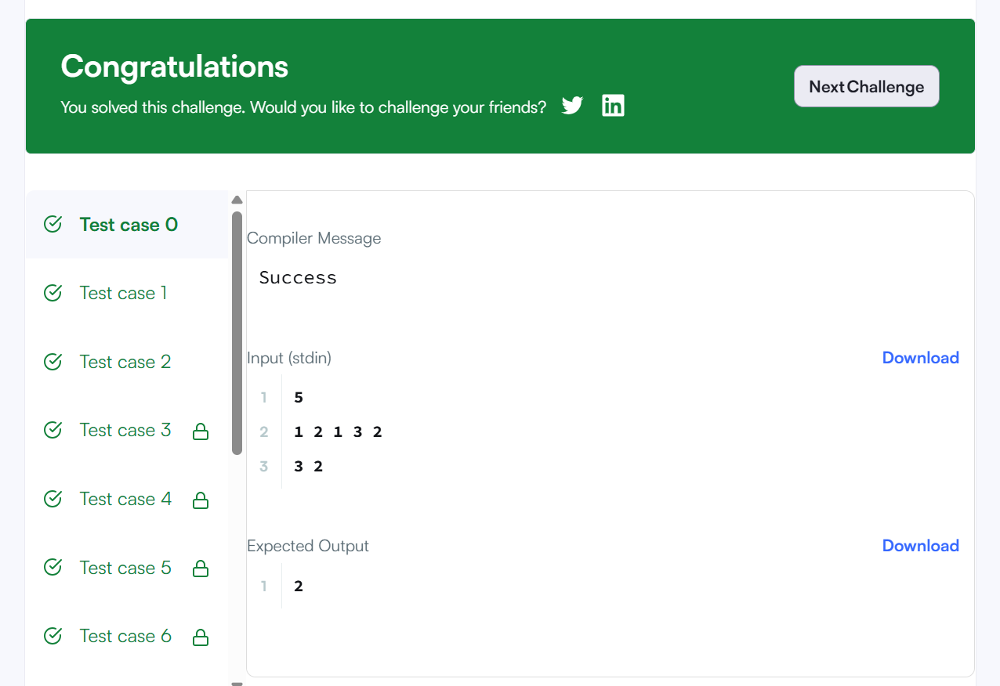 Congratulations
You solved this challenge. Would you like to challenge your friends?
Next Challenge
Test case 0
Test case 1
Test case 2
Test case 3
Test case 4
Test case 5
Test case 6
Compiler Message
Success
Input (stdin)
Download
1 5
2 1 2 1 3 2
3 3 2
Expected Output
Download
1 2